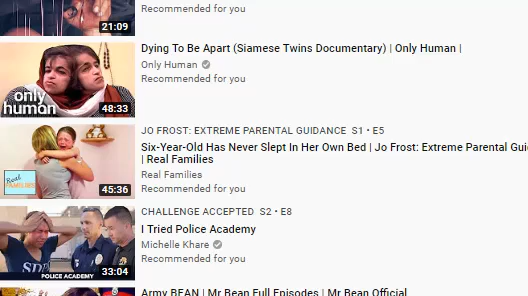 Recommended for you
21:09
Dying To Be Apart (Siamese Twins Documentary) | Only Human |
Only Human
Recommended for you
only
human
48:33
JO FROST: EXTREME PARENTAL GUIDANCE S1 • E5
Six-Year-Old Has Never Slept In Her Own Bed | Jo Frost: Extreme Parental Gui
| Real Families
Real Families
Recommended for you
Real
FAMILIES
45:36
CHALLENGE ACCEPTED S2 • E8
I Tried Police Academy
Michelle Khare
Recommended for you
POLICE ACADEMY
33:04
Army BEAN | Mr Bean Full Episodes | Mr Bean Official